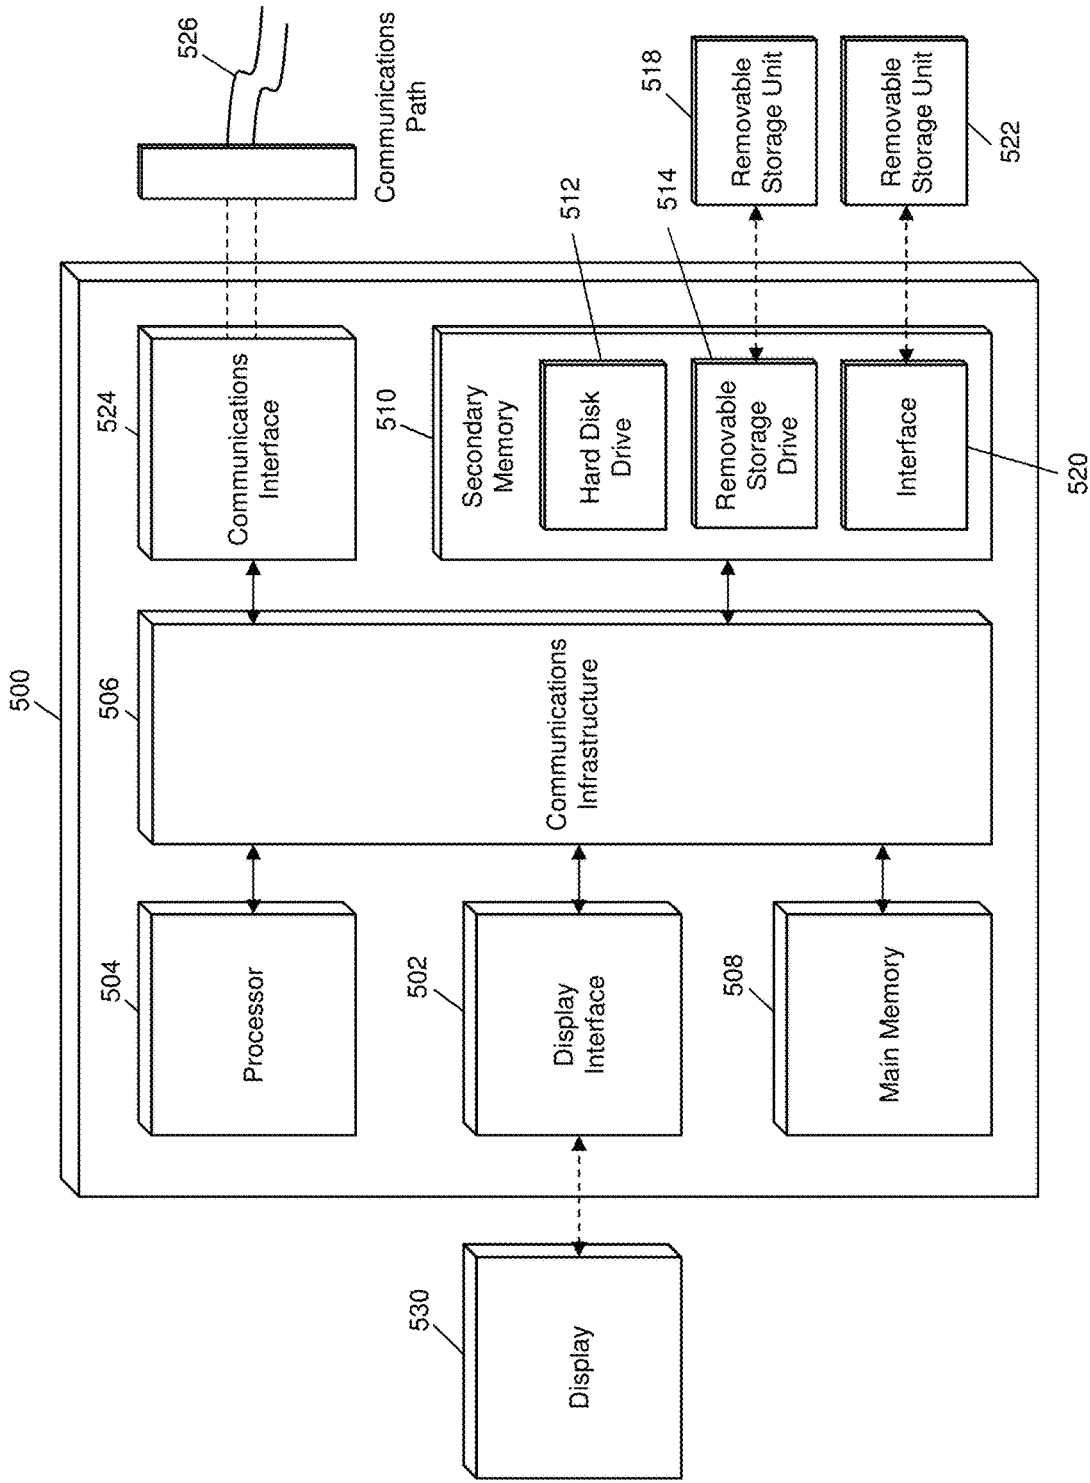 500
530
Display
504
Processor
502
Display
Interface
508
Main Memory
506
Communications
Infrastructure
524
Communications
Interface
510
Secondary
Memory
Hard Disk
Drive
512
Removable
Storage
Drive
514
Interface
520
526
Communications
Path
518
Removable
Storage Unit
Removable
Storage Unit
522